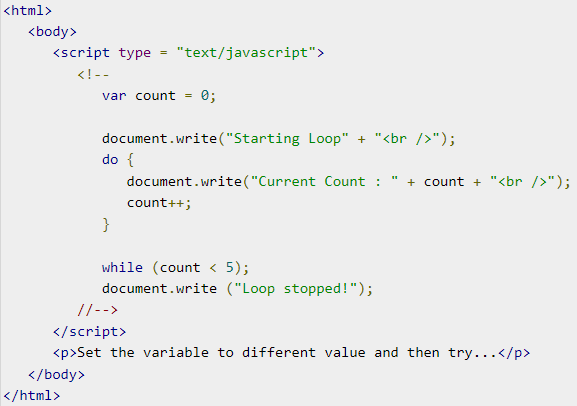 <html>
<body>
<script type = "text/javascript">
<!--
var count = 0;
document.write("Starting Loop" + "<br />");
do {
document.write("Current Count : " + count + "<br />");
count++;
}
while (count < 5);
document.write ("Loop stopped!");
//-->
</script>
<p>Set the variable to different value and then try...</p>
</body>
</html>